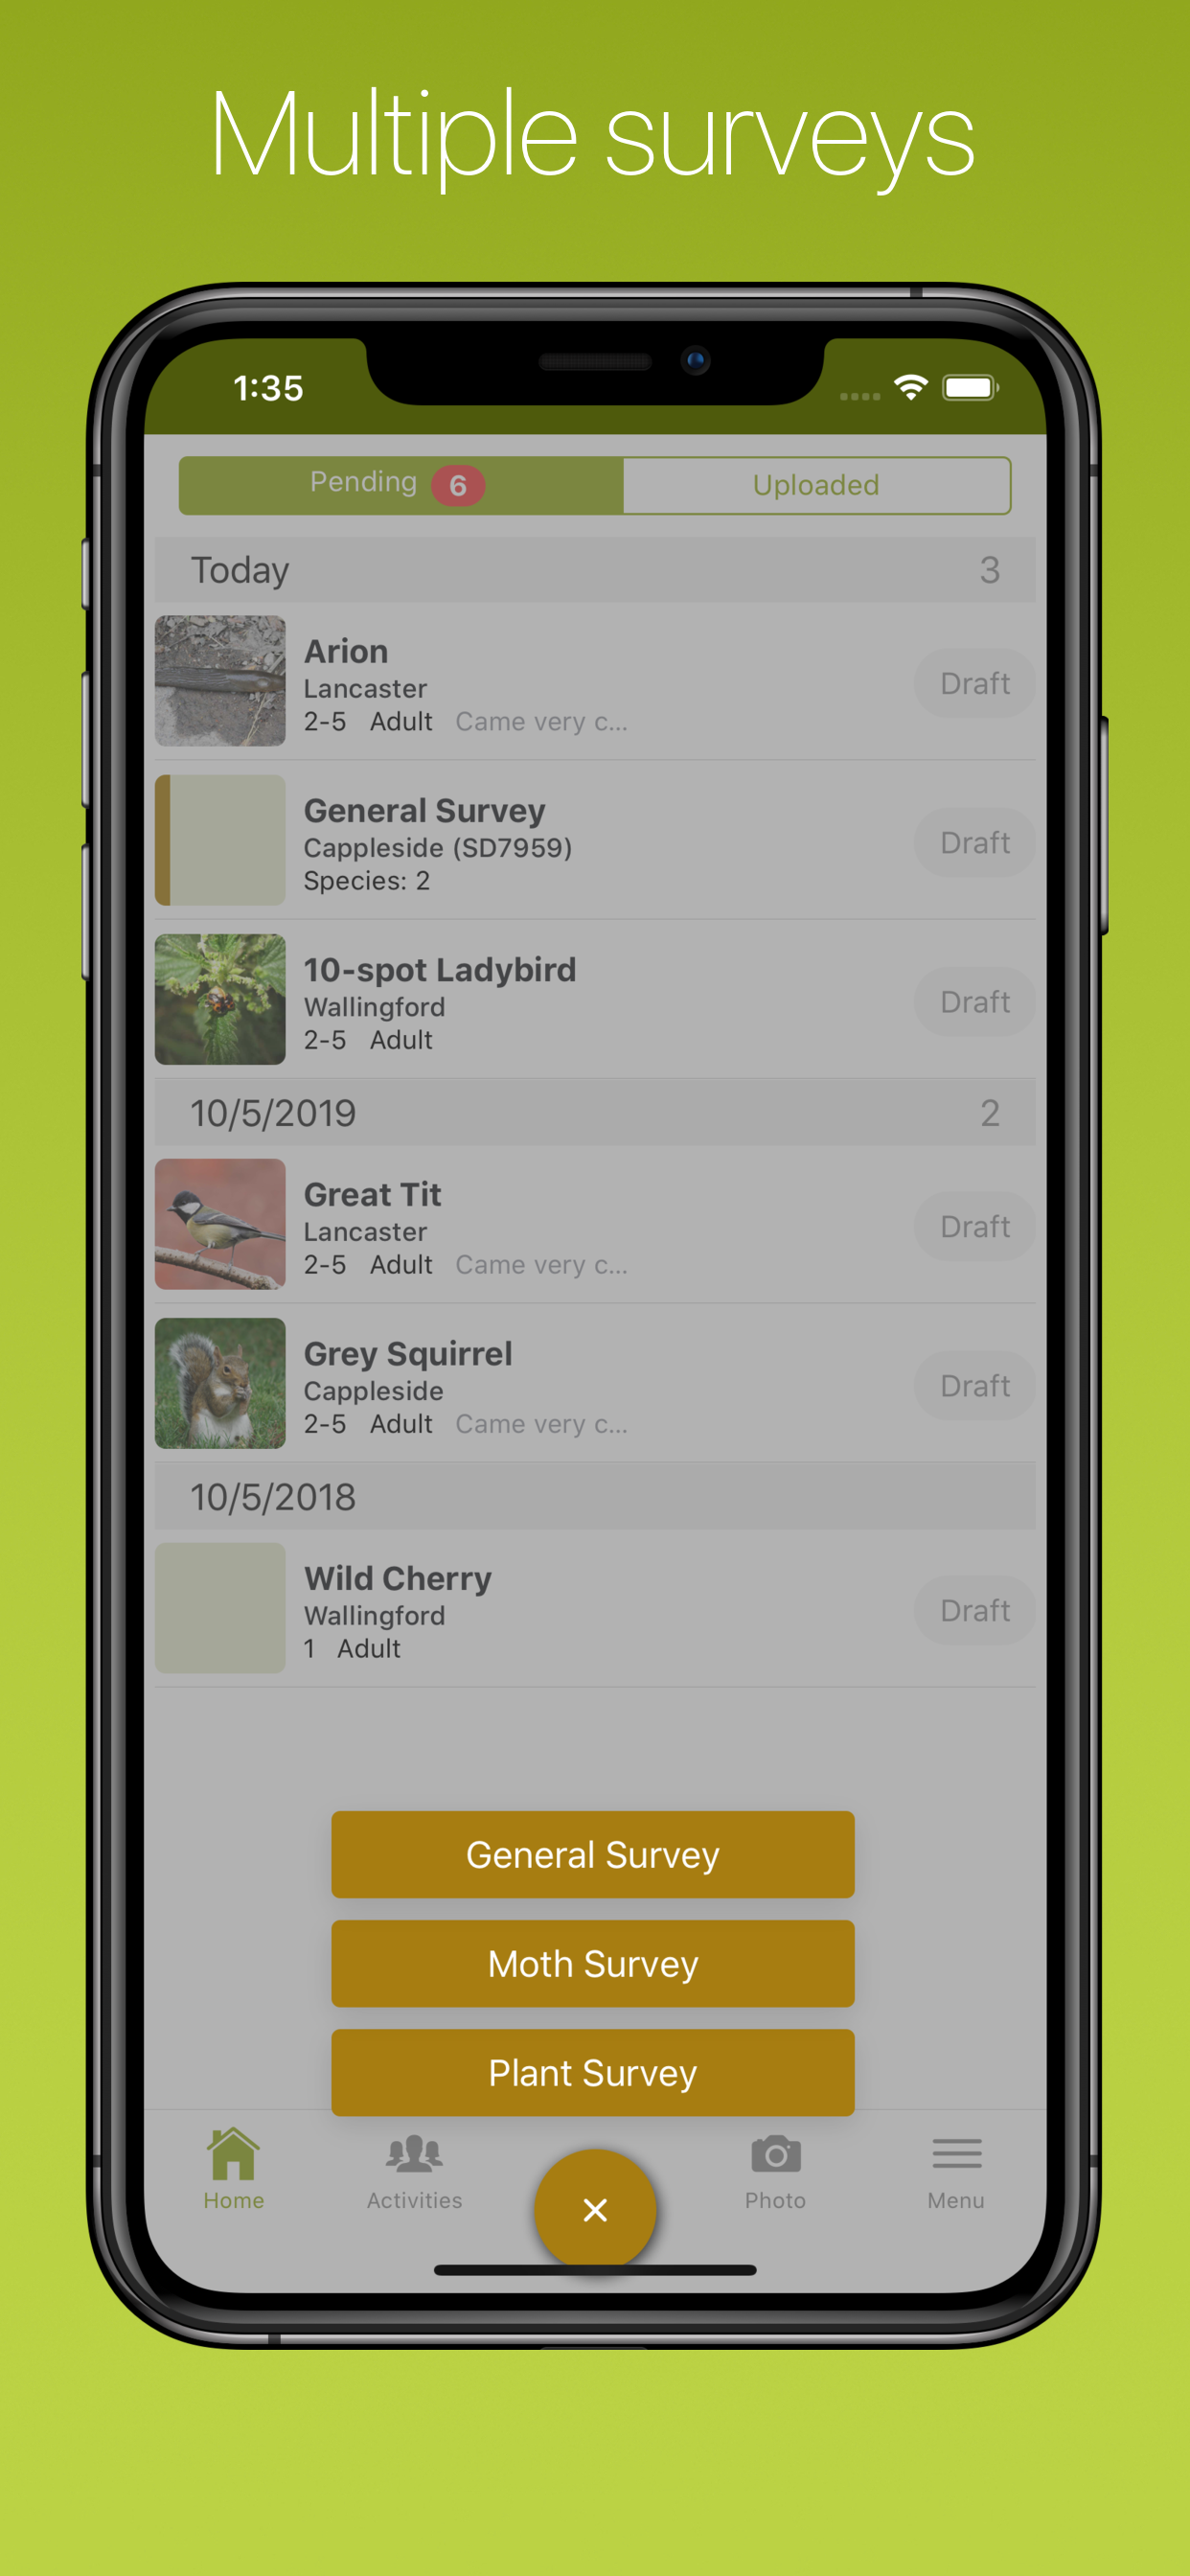 Multiple surveys
1:35
Pending 6 Uploaded
Today 3
Arion
Lancaster
2-5 Adult Came very c...
Draft
General Survey
Cappleside (SD7959)
Species: 2
Draft
10-spot Ladybird
Wallingford
2-5 Adult
Draft
10/5/2019 2
Great Tit
Lancaster
2-5 Adult Came very c...
Draft
Grey Squirrel
Cappleside
2-5 Adult Came very c...
Draft
10/5/2018
Wild Cherry
Wallingford
1 Adult
Draft
General Survey
Moth Survey
Plant Survey
Home Activities Photo Menu